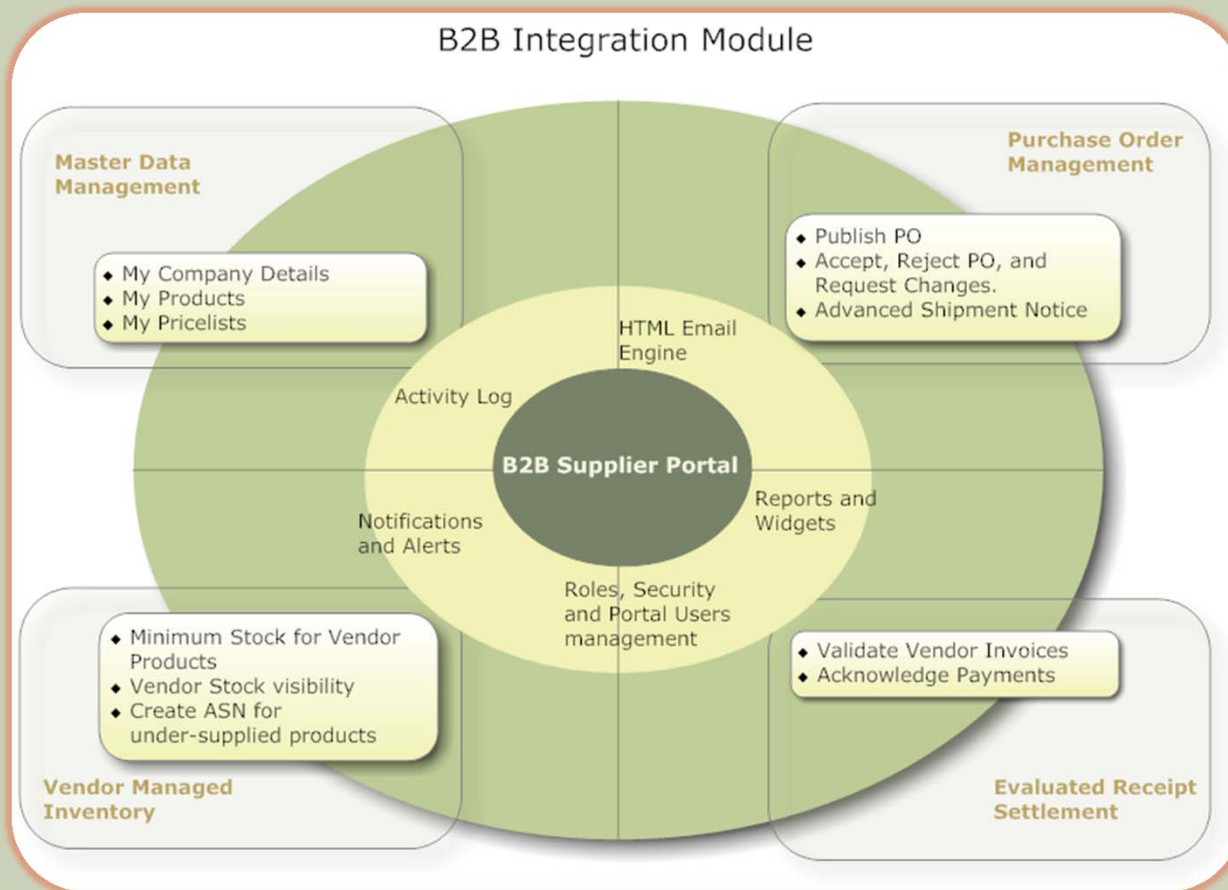 B2B Integration Module
Master Data
Management
◆ My Company Details
◆ My Products
◆ My Pricelists
Purchase Order
Management
◆ Publish PO
◆ Accept, Reject PO, and
Request Changes.
◆ Advanced Shipment Notice
HTML Email
Engine
Activity Log
B2B Supplier Portal
Reports and
Widgets
Notifications
and Alerts
Roles, Security
and Portal Users
management
◆ Minimum Stock for Vendor
Products
◆ Vendor Stock visibility
◆ Create ASN for
under-supplied products
Vendor Managed
Inventory
◆ Validate Vendor Invoices
◆ Acknowledge Payments
Evaluated Receipt
Settlement